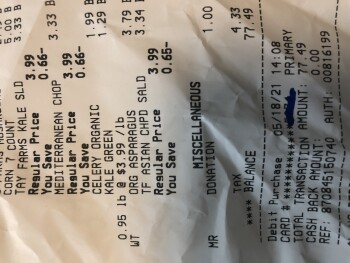 TAY FARMS KALE SLD 3.33 B
Regular Price 3.99
You Save 0.66-
MEDITERRANEAN CHOP 3.33 B
Regular Price 3.99
You Save 0.66-
CELERY ORGANIC 1.99 B
KALE GREEN 1.29 B
0.95 lb @ $3.99 /lb
WT ORG ASPARAGUS 3.79 B
TF ASIAN CHPD SALD 3.34 B
Regular Price 3.99
You Save 0.65-
MISCELLANEOUS
MR DONATION 1.00
TAX 4.33
**** BALANCE 77.49
Debit Purchase 05/18/21 14:08
CARD # PRIMARY
TOTAL TRANSACTION AMOUNT: 77.49
CASH BACK AMOUNT: 0.00
REF: 870845160740 AUTH: 00816199